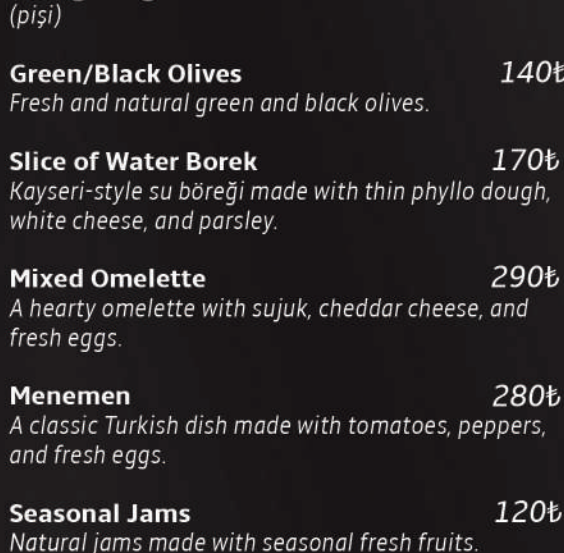 (pişi)
Green/Black Olives 140₺
Fresh and natural green and black olives.
Slice of Water Borek 170₺
Kayseri-style su böreği made with thin phyllo dough,
white cheese, and parsley.
Mixed Omelette 290₺
A hearty omelette with sujuk, cheddar cheese, and
fresh eggs.
Menemen 280₺
A classic Turkish dish made with tomatoes, peppers,
and fresh eggs.
Seasonal Jams 120₺
Natural jams made with seasonal fresh fruits.